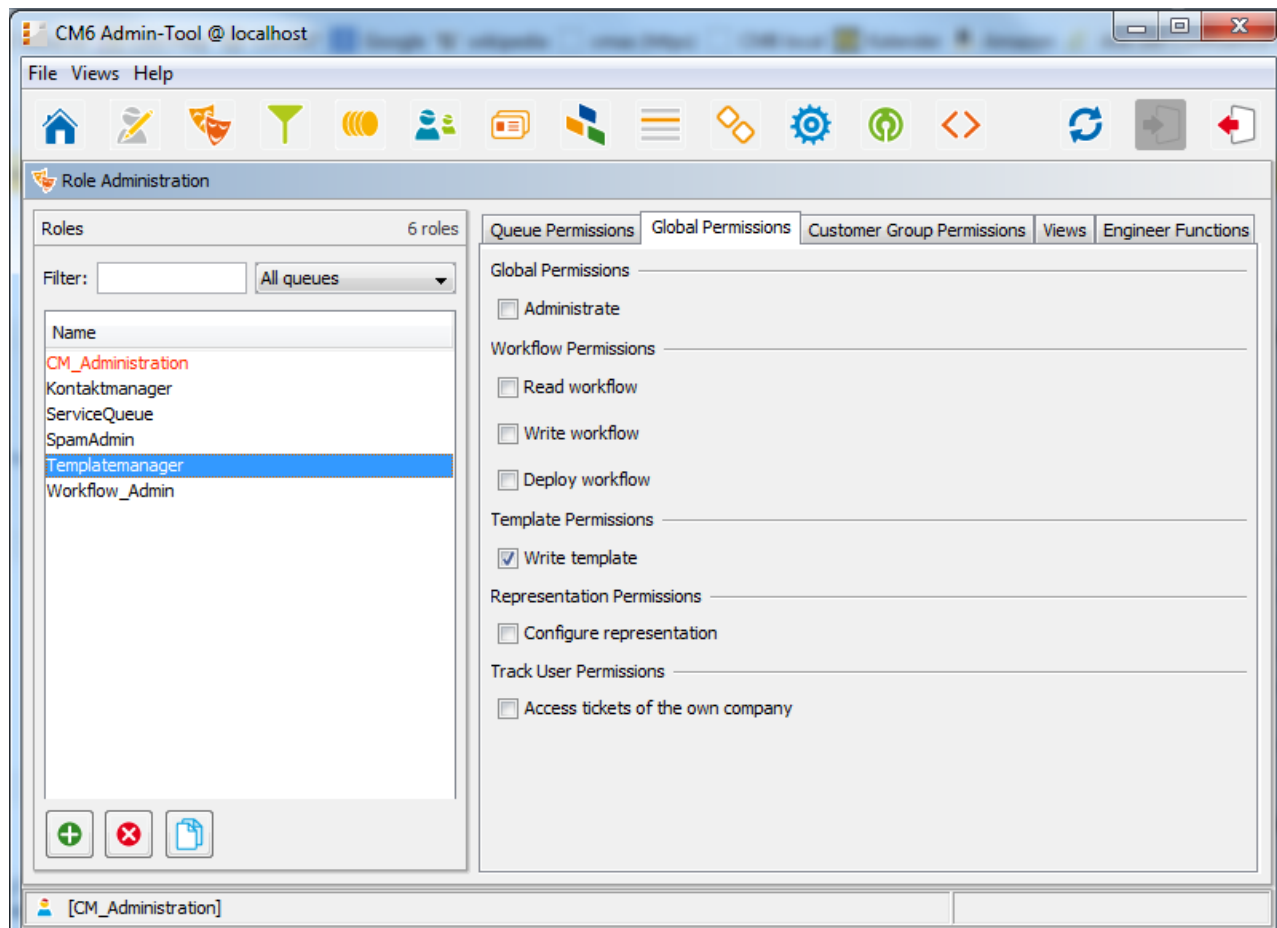 CM6 Admin-Tool @ localhost
File Views Help
Role Administration
Roles 6 roles
Filter: All queues
Name
CM_Administration
Kontaktmanager
ServiceQueue
SpamAdmin
Templatemanager
Workflow_Admin
Queue Permissions Global Permissions Customer Group Permissions Views Engineer Functions
Global Permissions
Administrate
Workflow Permissions
Read workflow
Write workflow
Deploy workflow
Template Permissions
Write template
Representation Permissions
Configure representation
Track User Permissions
Access tickets of the own company
[CM_Administration]